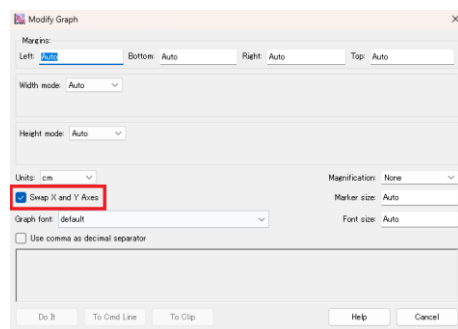 Modify Graph
Margins:
Left: Auto Bottom: Auto Right: Auto Top: Auto
Width mode: Auto
Height mode: Auto
Units: cm Magnification: None
Swap X and Y Axes Marker size: Auto
Graph font: default Font size: Auto
Use comma as decimal separator
Do It To Cmd Line To Clip Help Cancel